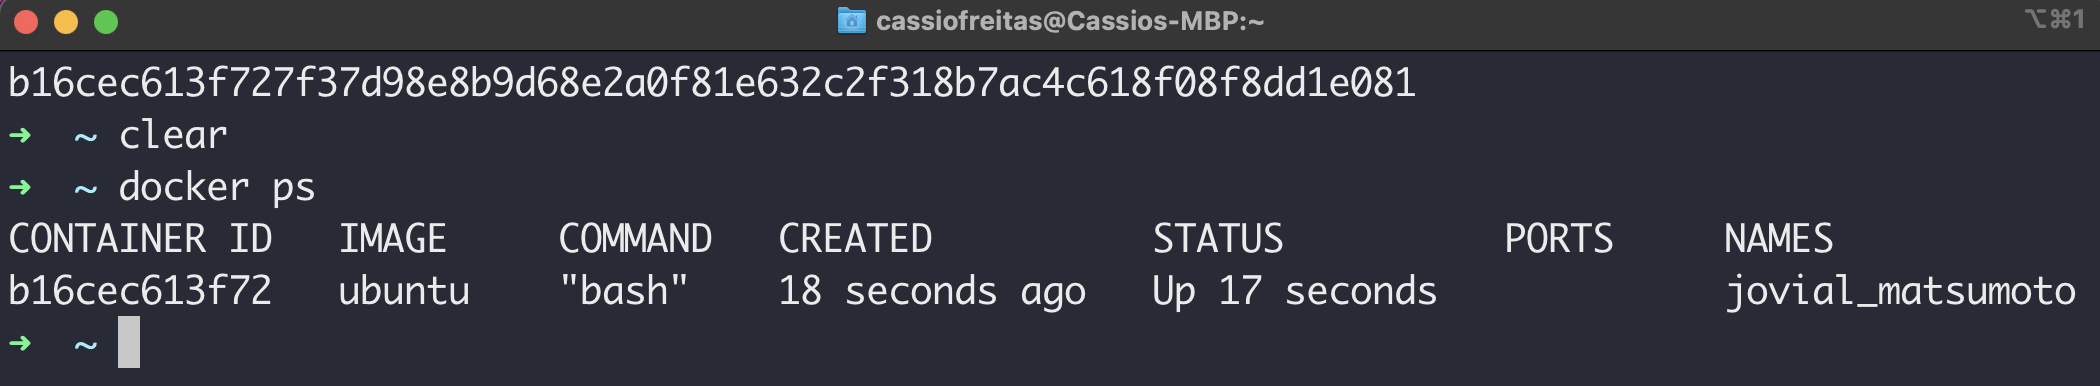 cassiofreitas@Cassios-MBP:~ ⌥⌘1
b16cec613f727f37d98e8b9d68e2a0f81e632c2f318b7ac4c618f08f8dd1e081
➜ ~ clear
➜ ~ docker ps
CONTAINER ID IMAGE COMMAND CREATED STATUS PORTS NAMES
b16cec613f72 ubuntu "bash" 18 seconds ago Up 17 seconds jovial_matsumoto
➜ ~